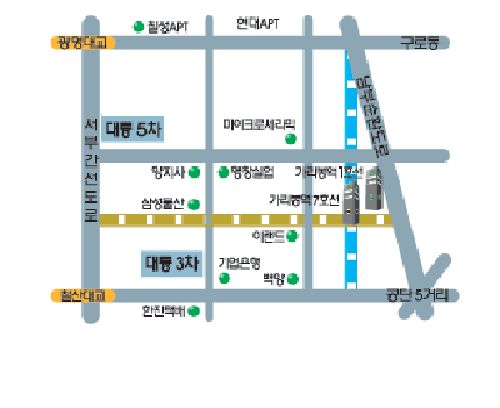 칠성APT
현대APT
광명대교
구로동
남부순환도로
서부간선도로
대륭 5차
마이크로세라믹
양지사
명창실업
가리봉역 1호선
삼성물산
가리봉역 7호선
이랜드
대륭 3차
기업은행
백양
철산대교
공단 5거리
한진택배